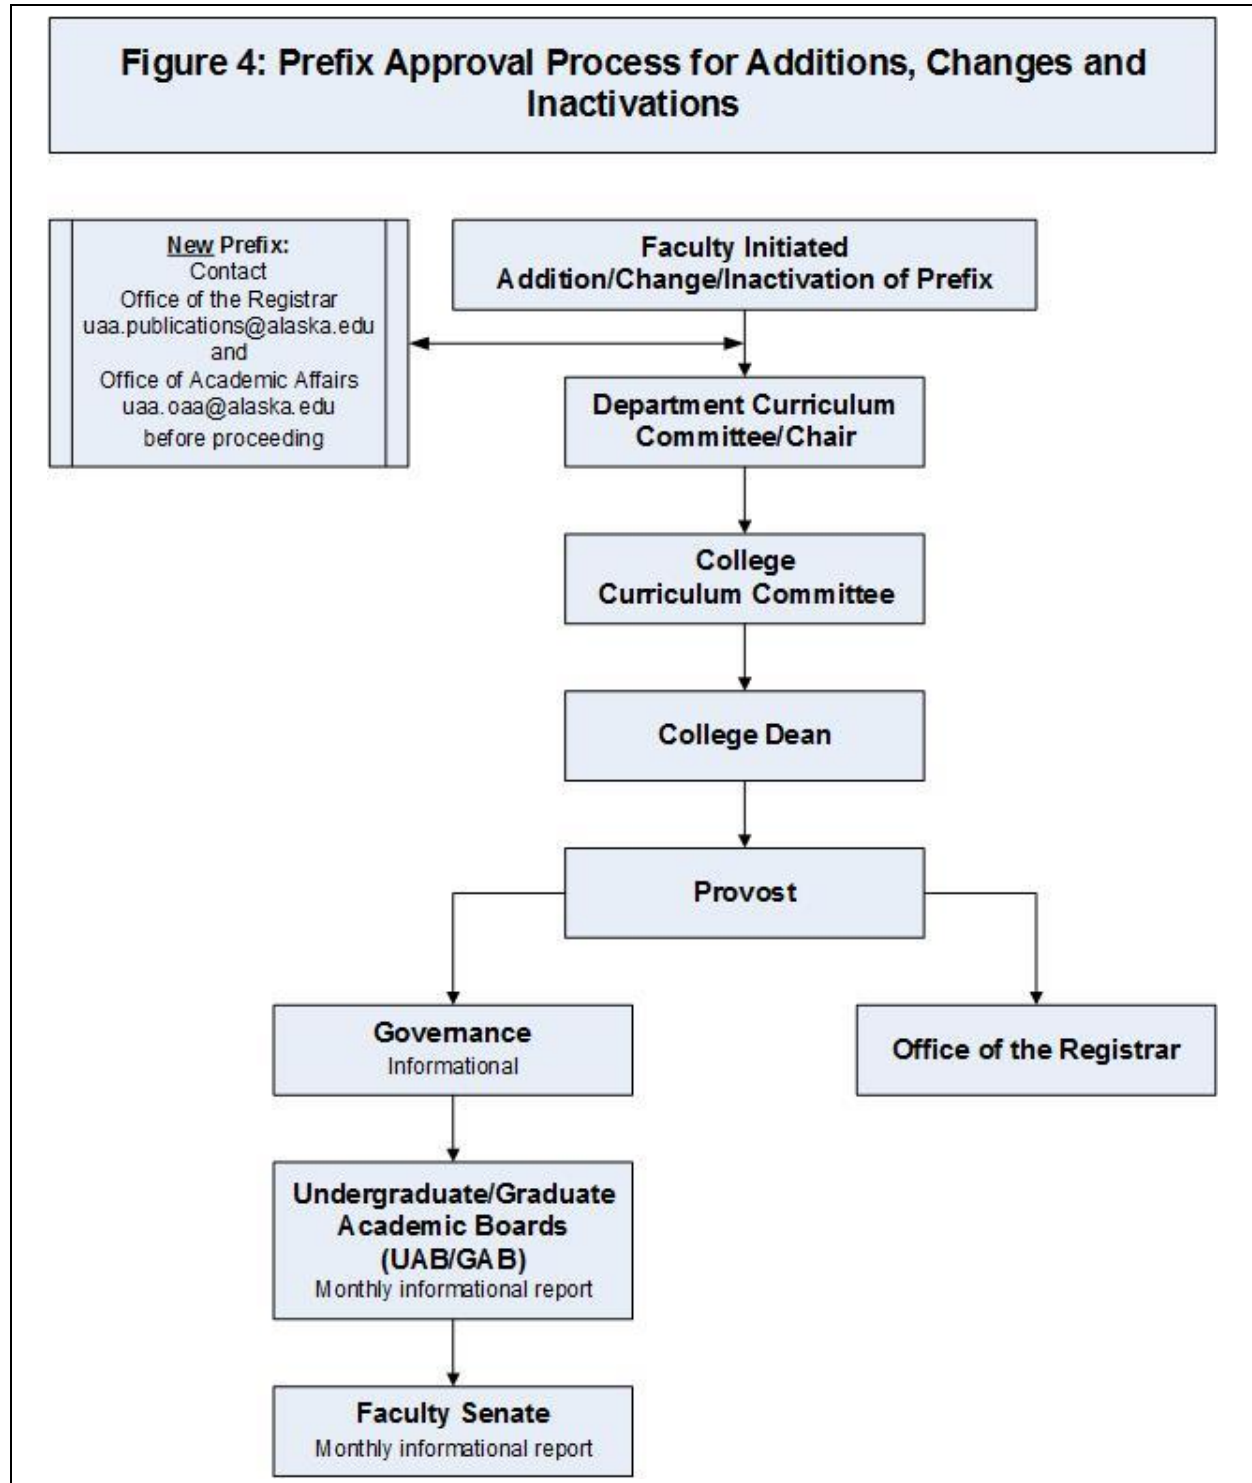 Figure 4: Prefix Approval Process for Additions, Changes and
Inactivations
New Prefix:
Contact
Office of the Registrar
uaa.publications@alaska.edu
and
Office of Academic Affairs
uaa.oaa@alaska.edu
before proceeding
Faculty Initiated
Addition/Change/Inactivation of Prefix
Department Curriculum
Committee/Chair
College
Curriculum Committee
College Dean
Provost
Governance
Informational
Office of the Registrar
Undergraduate/Graduate
Academic Boards
(UAB/GAB)
Monthly informational report
Faculty Senate
Monthly informational report